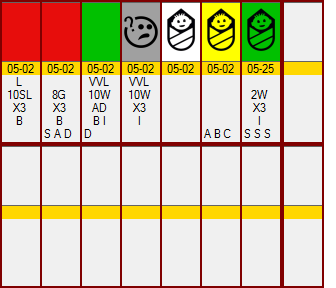 05-02 05-02 05-02 05-02 05-02 05-02 05-25
L VVL VVL
10SL 8G 10W 10W 2W
X3 X3 AD X3 X3
B B B I I I
S A D D A B C S S S